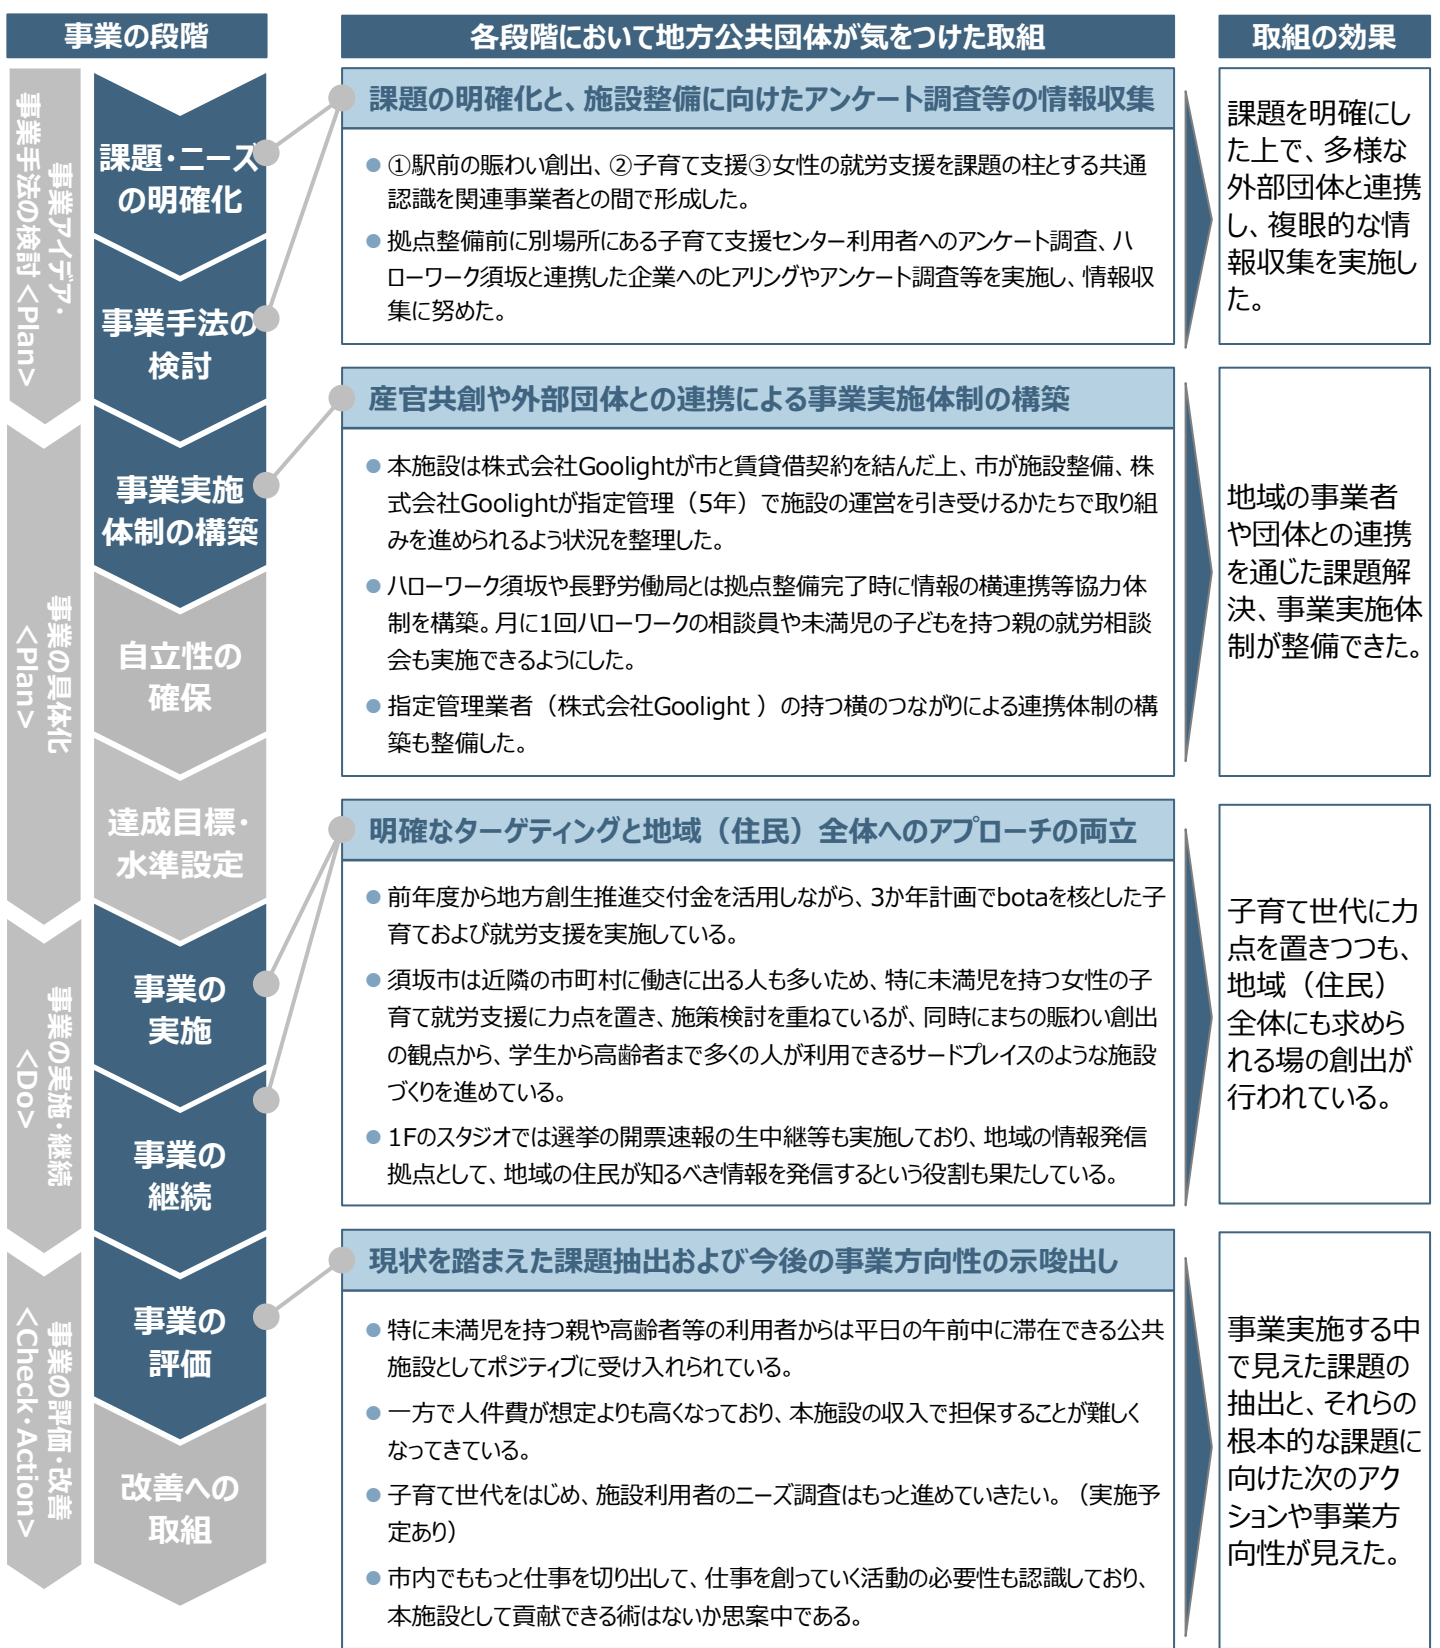 事業の段階
各段階において地方公共団体が気をつけた取組
取組の効果
事業アイデア・
事業手法の検討 <Plan>
課題・ニーズ
の明確化
事業手法の
検討
課題の明確化と、施設整備に向けたアンケート調査等の情報収集
●①駅前の賑わい創出、②子育て支援③女性の就労支援を課題の柱とする共通
認識を関連事業者との間で形成した。
●拠点整備前に別場所にある子育て支援センター利用者へのアンケート調査、ハ
ローワーク須坂と連携した企業へのヒアリングやアンケート調査等を実施し、情報収
集に努めた。
課題を明確にし
た上で、多様な
外部団体と連携
し、複眼的な情
報収集を実施し
た。
事業の具体化
<Plan>
事業実施
体制の構築
自立性の
確保
達成目標・
水準設定
産官共創や外部団体との連携による事業実施体制の構築
●本施設は株式会社Goolightが市と賃貸借契約を結んだ上、市が施設整備、株
式会社Goolightが指定管理（5年）で施設の運営を引き受けるかたちで取り組
みを進められるよう状況を整理した。
●ハローワーク須坂や長野労働局とは拠点整備完了時に情報の横連携等協力体
制を構築。月に1回ハローワークの相談員や未満児の子どもを持つ親の就労相談
会も実施できるようにした。
●指定管理業者（株式会社Goolight ）の持つ横のつながりによる連携体制の構
築も整備した。
地域の事業者
や団体との連携
を通じた課題解
決、事業実施体
制が整備できた。
事業の実施・継続
<Do>
事業の
実施
事業の
継続
明確なターゲティングと地域（住民）全体へのアプローチの両立
●前年度から地方創生推進交付金を活用しながら、3か年計画でbotaを核とした子
育ておよび就労支援を実施している。
●須坂市は近隣の市町村に働きに出る人も多いため、特に未満児を持つ女性の子
育て就労支援に力点を置き、施策検討を重ねているが、同時にまちの賑わい創出
の観点から、学生から高齢者まで多くの人が利用できるサードプレイスのような施設
づくりを進めている。
●1Fのスタジオでは選挙の開票速報の生中継等も実施しており、地域の情報発信
拠点として、地域の住民が知るべき情報を発信するという役割も果たしている。
子育て世代に力
点を置きつつも、
地域（住民）
全体にも求めら
れる場の創出が
行われている。
事業の評価・改善
<Check・Action>
事業の
評価
改善への
取組
現状を踏まえた課題抽出および今後の事業方向性の示唆出し
●特に未満児を持つ親や高齢者等の利用者からは平日の午前中に滞在できる公共
施設としてポジティブに受け入れられている。
●一方で人件費が想定よりも高くなっており、本施設の収入で担保することが難しく
なってきている。
●子育て世代をはじめ、施設利用者のニーズ調査はもっと進めていきたい。（実施予
定あり）
●市内でももっと仕事を切り出して、仕事を創っていく活動の必要性も認識しており、
本施設として貢献できる術はないか思案中である。
事業実施する中
で見えた課題の
抽出と、それらの
根本的な課題に
向けた次のアク
ションや事業方
向性が見えた。